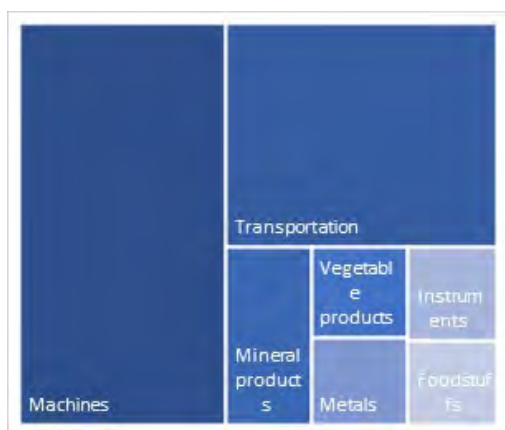 Transportation
Vegetabl
e
products
Instrum
ents
Mineral
product
s
Machines
Metals
Foodstuf
fs